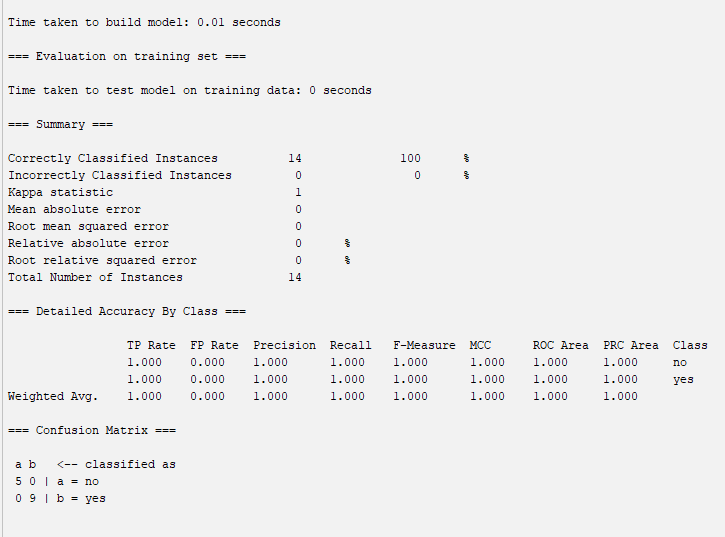 Time taken to build model: 0.01 seconds
=== Evaluation on training set ===
Time taken to test model on training data: 0 seconds
=== Summary ===
Correctly Classified Instances          14              100      %
Incorrectly Classified Instances         0                0      %
Kappa statistic                          1
Mean absolute error                      0
Root mean squared error                  0
Relative absolute error                  0      %
Root relative squared error              0      %
Total Number of Instances               14
=== Detailed Accuracy By Class ===
                 TP Rate  FP Rate  Precision  Recall   F-Measure  MCC      ROC Area  PRC Area  Class
                 1.000    0.000    1.000      1.000    1.000      1.000    1.000     1.000     no
                 1.000    0.000    1.000      1.000    1.000      1.000    1.000     1.000     yes
Weighted Avg.    1.000    0.000    1.000      1.000    1.000      1.000    1.000     1.000
=== Confusion Matrix ===
 a b   <-- classified as
 5 0 | a = no
 0 9 | b = yes